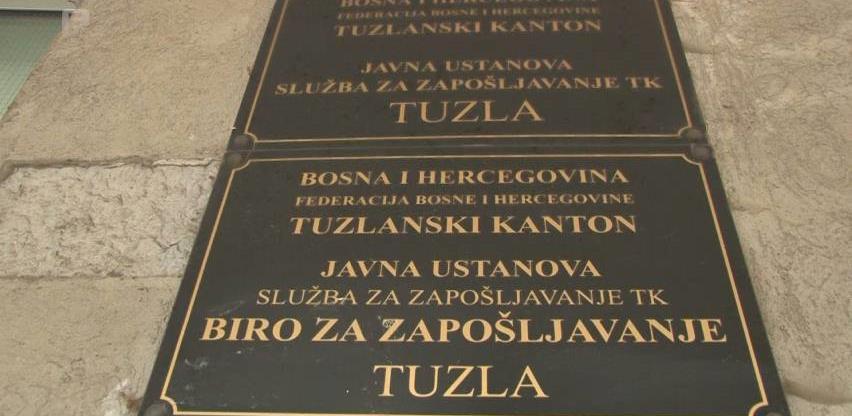 BOSNA I HERCEGOVINA
FEDERACIJA BOSNE I HERCEGOVINE
TUZLANSKI KANTON
JAVNA USTANOVA
SLUŽBA ZA ZAPOŠLJAVANJE TK
TUZLA
BOSNA I HERCEGOVINA
FEDERACIJA BOSNE I HERCEGOVINE
TUZLANSKI KANTON
JAVNA USTANOVA
SLUŽBA ZA ZAPOŠLJAVANJE TK
BIRO ZA ZAPOŠLJAVANJE
TUZLA